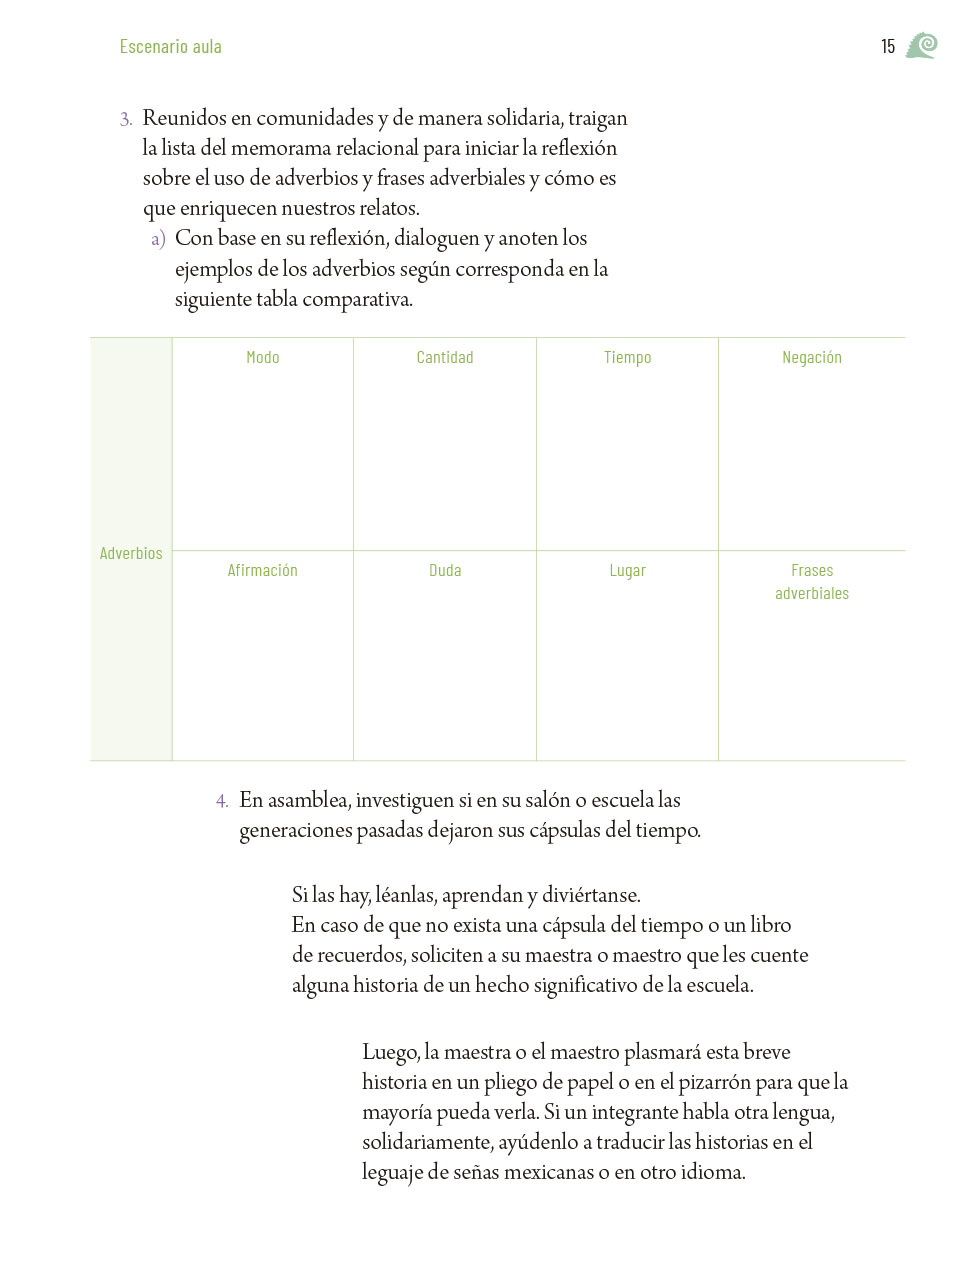 Escenario aula
15
3. Reunidos en comunidades y de manera solidaria, traigan
la lista del memorama relacional para iniciar la reflexión
sobre el uso de adverbios y frases adverbiales y cómo es
que enriquecen nuestros relatos.
a) Con base en su reflexión, dialoguen y anoten los
ejemplos de los adverbios según corresponda en la
siguiente tabla comparativa.
Modo
Cantidad
Tiempo
Negación
Adverbios
Afirmación
Duda
Lugar
Frases
adverbiales
4. En asamblea, investiguen si en su salón o escuela las
generaciones pasadas dejaron sus cápsulas del tiempo.
Si las hay, léanlas, aprendan y diviértanse.
En caso de que no exista una cápsula del tiempo o un libro
de recuerdos, soliciten a su maestra o maestro que les cuente
alguna historia de un hecho significativo de la escuela.
Luego, la maestra o el maestro plasmará esta breve
historia en un pliego de papel o en el pizarrón para que la
mayoría pueda verla. Si un integrante habla otra lengua,
solidariamente, ayúdenlo a traducir las historias en el
leguaje de señas mexicanas o en otro idioma.